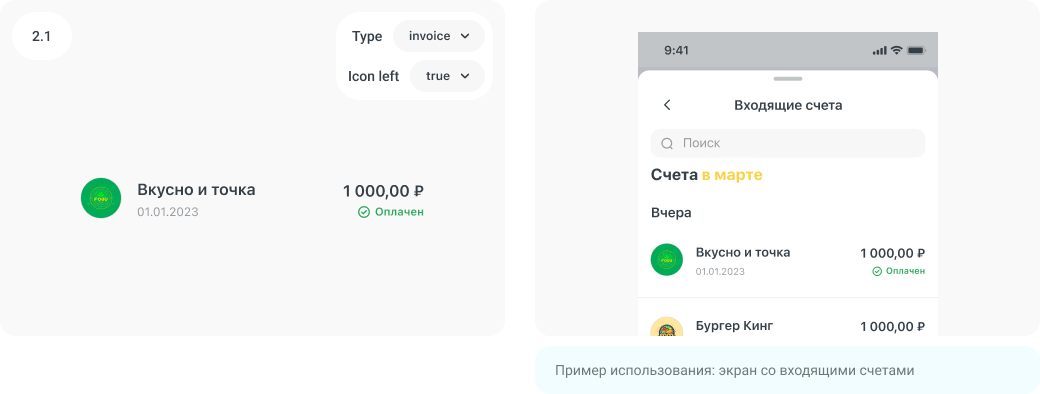 2.1
Type invoice
Icon left true
Вкусно и точка 1 000,00 ₽
01.01.2023 Оплачен
9:41
Входящие счета
Поиск
Счета в марте
Вчера
Вкусно и точка 1 000,00 ₽
01.01.2023 Оплачен
Бургер Кинг 1 000,00 ₽
Пример использования: экран со входящими счетами